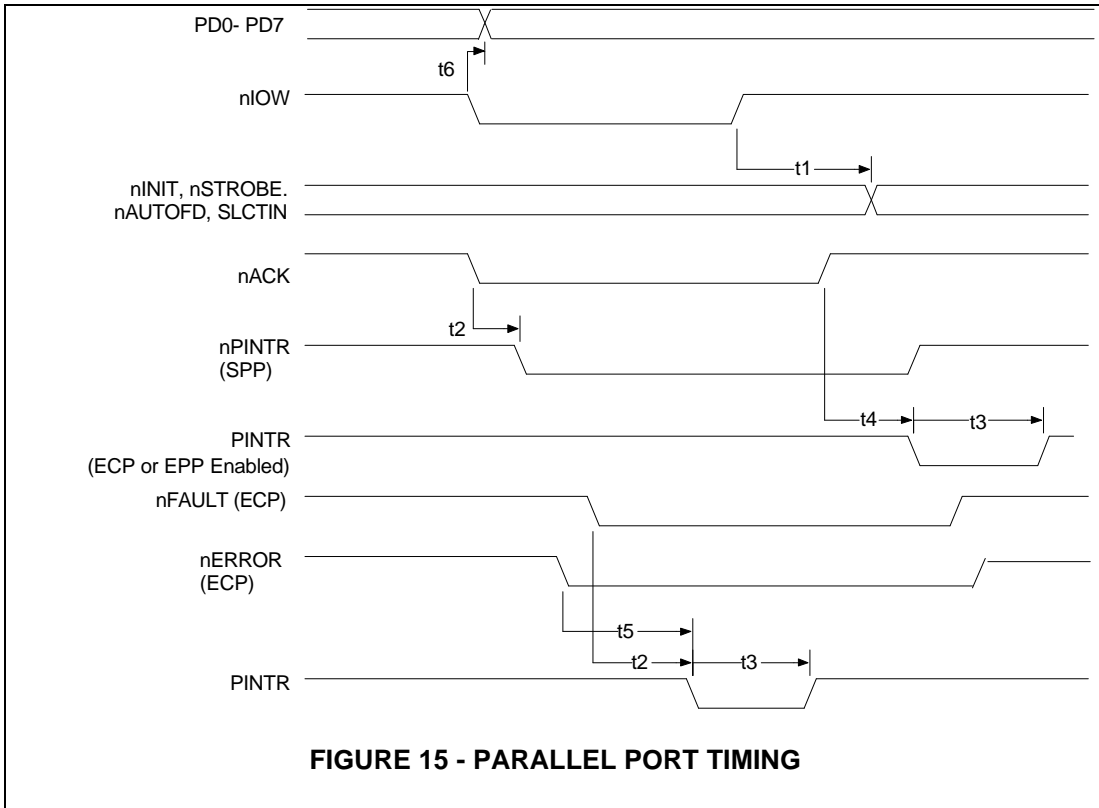 PD0- PD7
t6
nIOW
t1
nINIT, nSTROBE.
nAUTOFD, SLCTIN
nACK
t2
nPINTR
(SPP)
t4
t3
PINTR
(ECP or EPP Enabled)
nFAULT (ECP)
nERROR
(ECP)
t5
t2
t3
PINTR
FIGURE 15 - PARALLEL PORT TIMING